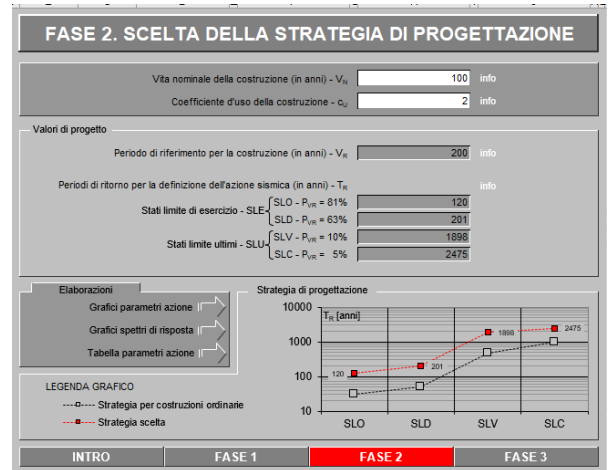 FASE 2. SCELTA DELLA STRATEGIA DI PROGETTAZIONE
Vita nominale della costruzione (in anni) - VN 100 info
Coefficiente d'uso della costruzione - cU 2 info
Valori di progetto
Periodo di riferimento per la costruzione (in anni) - VR 200 info
Periodi di ritorno per la definizione dell'azione sismica (in anni) - TR info
Stati limite di esercizio - SLE
SLO - PVR = 81% 120
SLD - PVR = 63% 201
Stati limite ultimi - SLU
SLV - PVR = 10% 1898
SLC - PVR = 5% 2475
Elaborazioni
Grafici parametri azione
Grafici spettri di risposta
Tabella parametri azione
LEGENDA GRAFICO
Strategia per costruzioni ordinarie
Strategia scelta
Strategia di progettazione
TR [anni]
10000
1000
100
10
120
201
1898
2475
SLO SLD SLV SLC
INTRO FASE 1 FASE 2 FASE 3